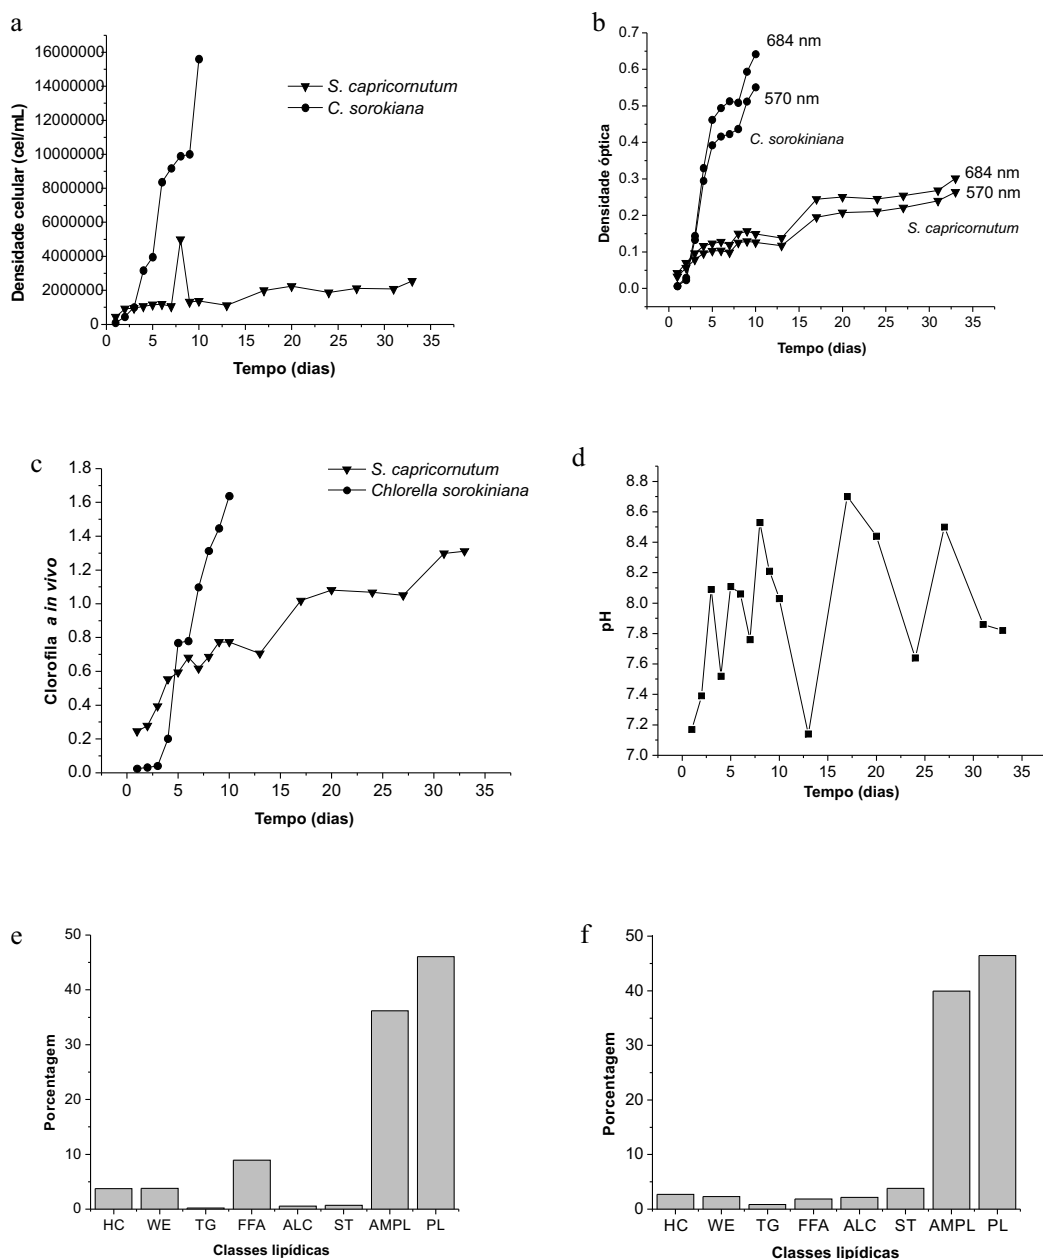 a
16000000
14000000
12000000
10000000
8000000
6000000
4000000
2000000
0
0 5 10 15 20 25 30 35
Densidade celular (cel/mL)
Tempo (dias)
S. capricornutum
C. sorokiana
b
0.7
0.6
0.5
0.4
0.3
0.2
0.1
0.0
0 5 10 15 20 25 30 35
Densidade óptica
Tempo (dias)
684 nm
570 nm
C. sorokiniana
684 nm
570 nm
S. capricornutum
c
1.8
1.6
1.4
1.2
1.0
0.8
0.6
0.4
0.2
0.0
0 5 10 15 20 25 30 35
Clorofila a in vivo
Tempo (dias)
S. capricornutum
Chlorella sorokiniana
d
8.8
8.6
8.4
8.2
8.0
7.8
7.6
7.4
7.2
7.0
0 5 10 15 20 25 30 35
pH
Tempo (dias)
e
50
40
30
20
10
0
HC WE TG FFA ALC ST AMPL PL
Porcentagem
Classes lipídicas
f
50
40
30
20
10
0
HC WE TG FFA ALC ST AMPL PL
Porcentagem
Classes lipídicas